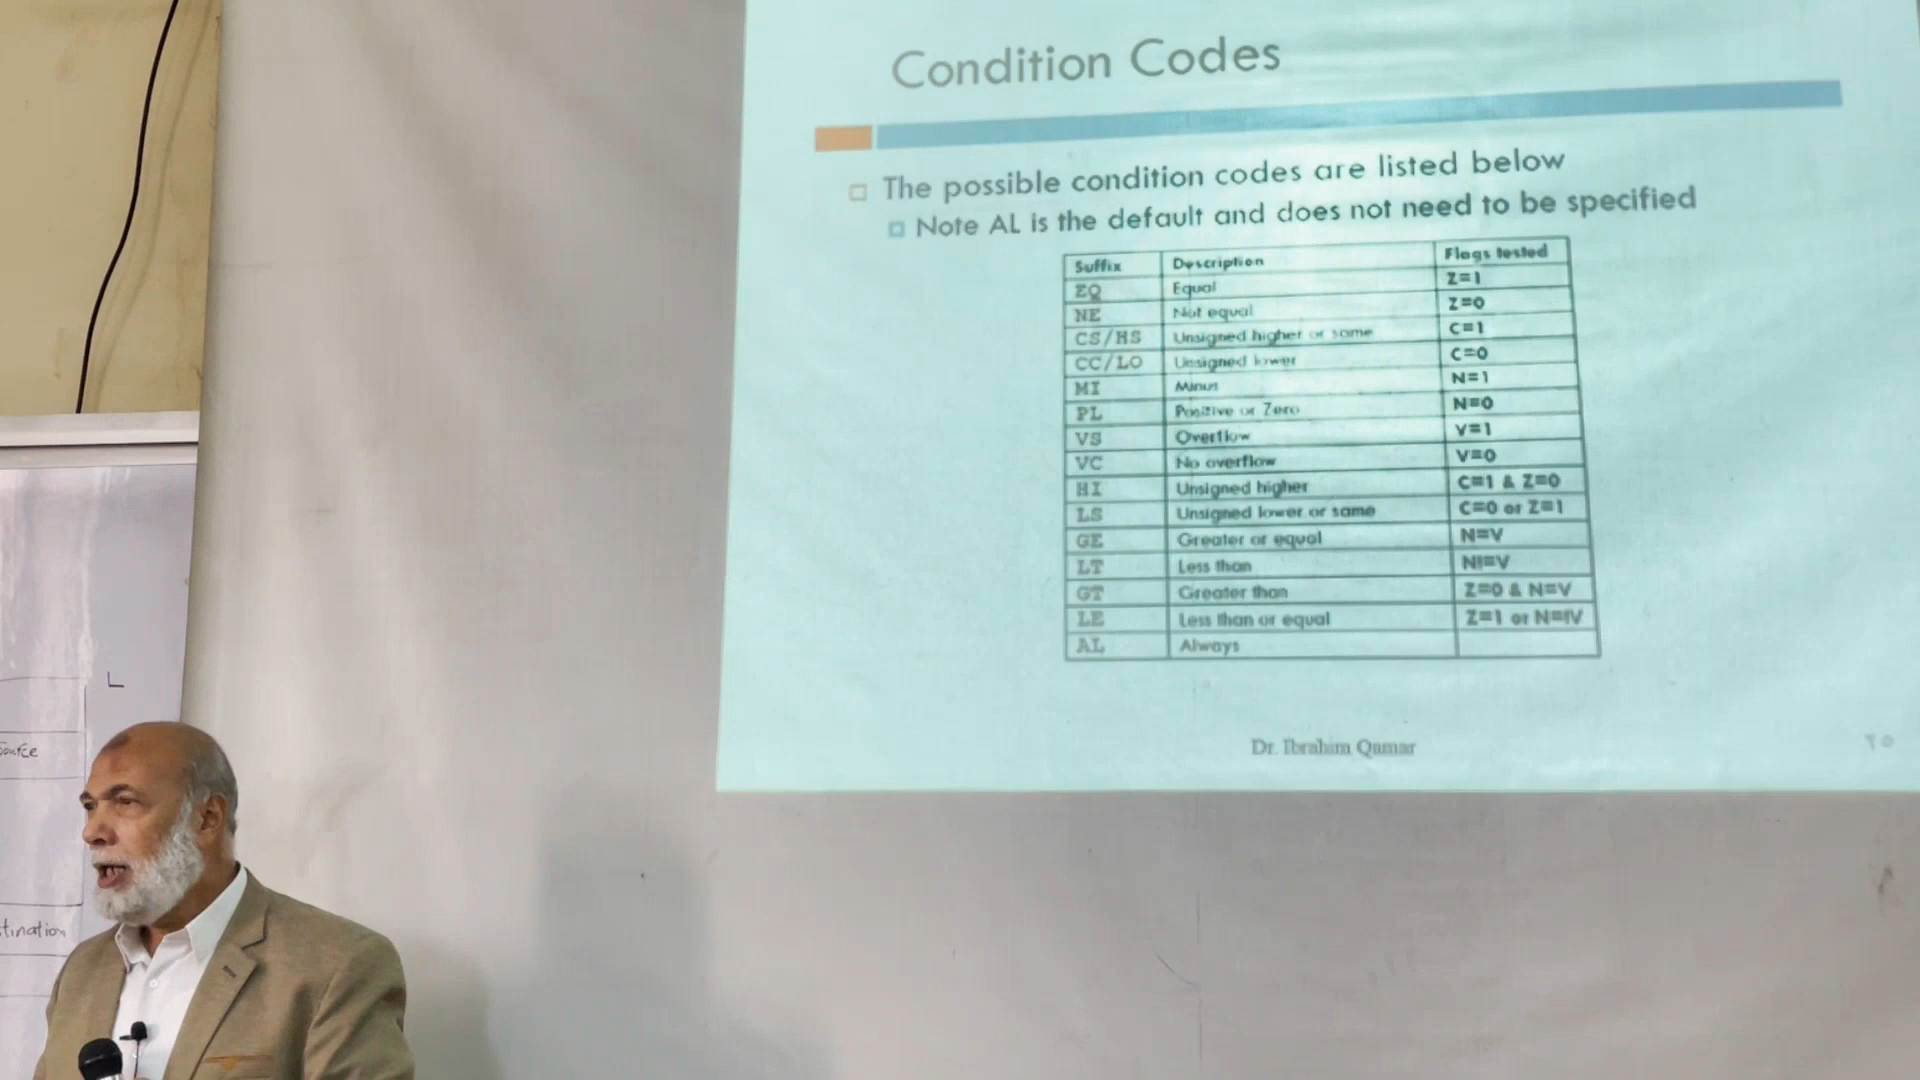 Condition Codes
The possible condition codes are listed below
Note AL is the default and does not need to be specified
Suffix Description Flags tested
EQ Equal Z=1
NE Not equal Z=0
CS/HS Unsigned higher or same C=1
CC/LO Unsigned lower C=0
MI Minus N=1
PL Positive or Zero N=0
VS Overflow V=1
VC No overflow V=0
HI Unsigned higher C=1 & Z=0
LS Unsigned lower or same C=0 or Z=1
GE Greater or equal N=V
LT Less than N!=V
GT Greater than Z=0 & N=V
LE Less than or equal Z=1 or N=!V
AL Always
Dr. Ibrahim Qamar
٢٥
L
Source
tination